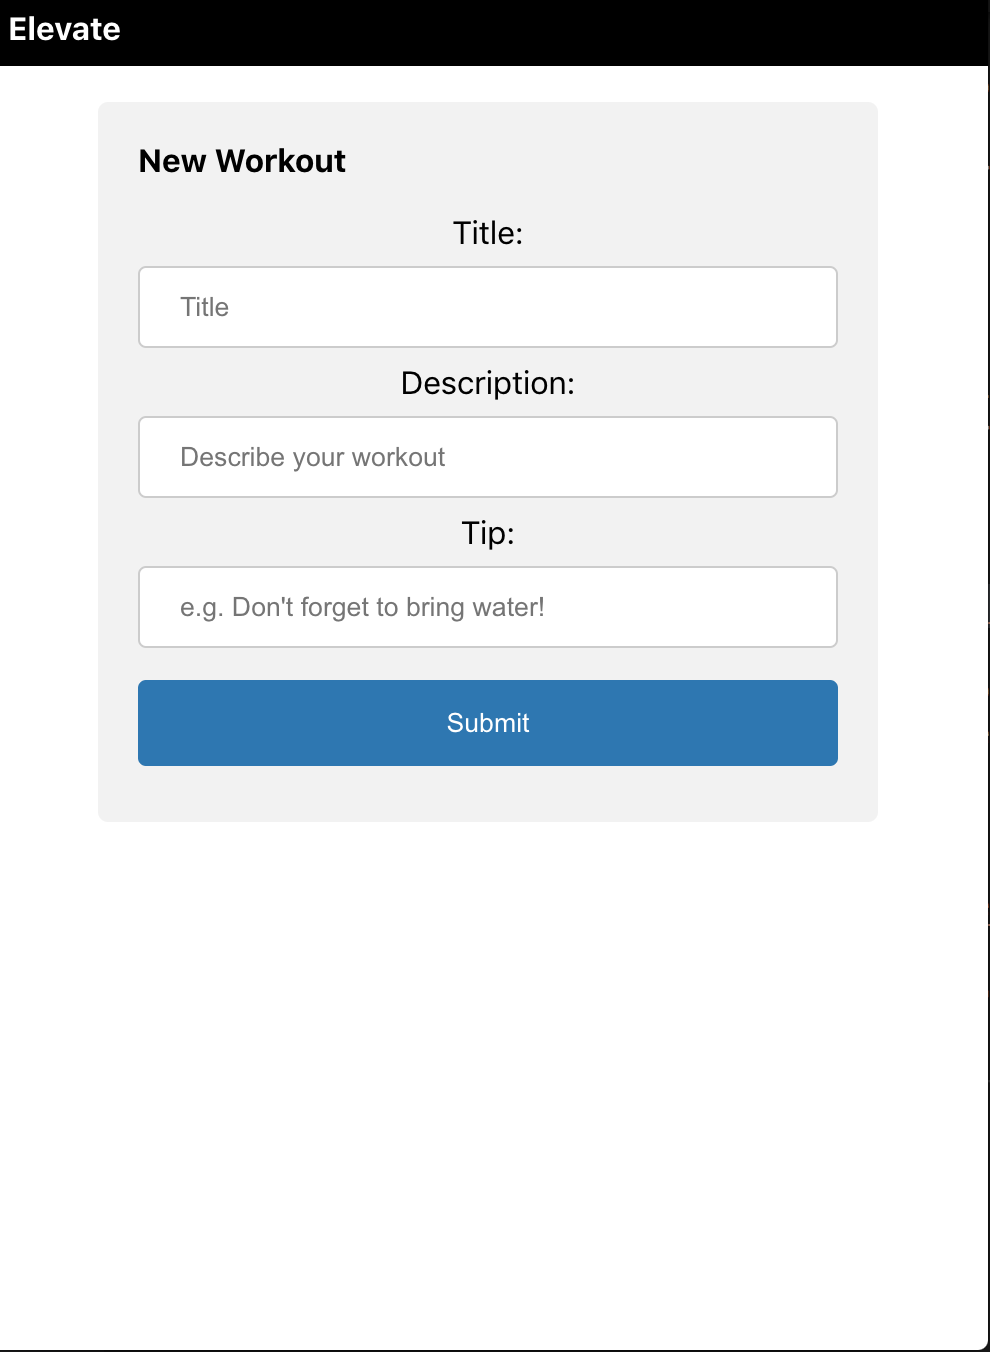 Elevate
New Workout
Title:
Title
Description:
Describe your workout
Tip:
e.g. Don't forget to bring water!
Submit